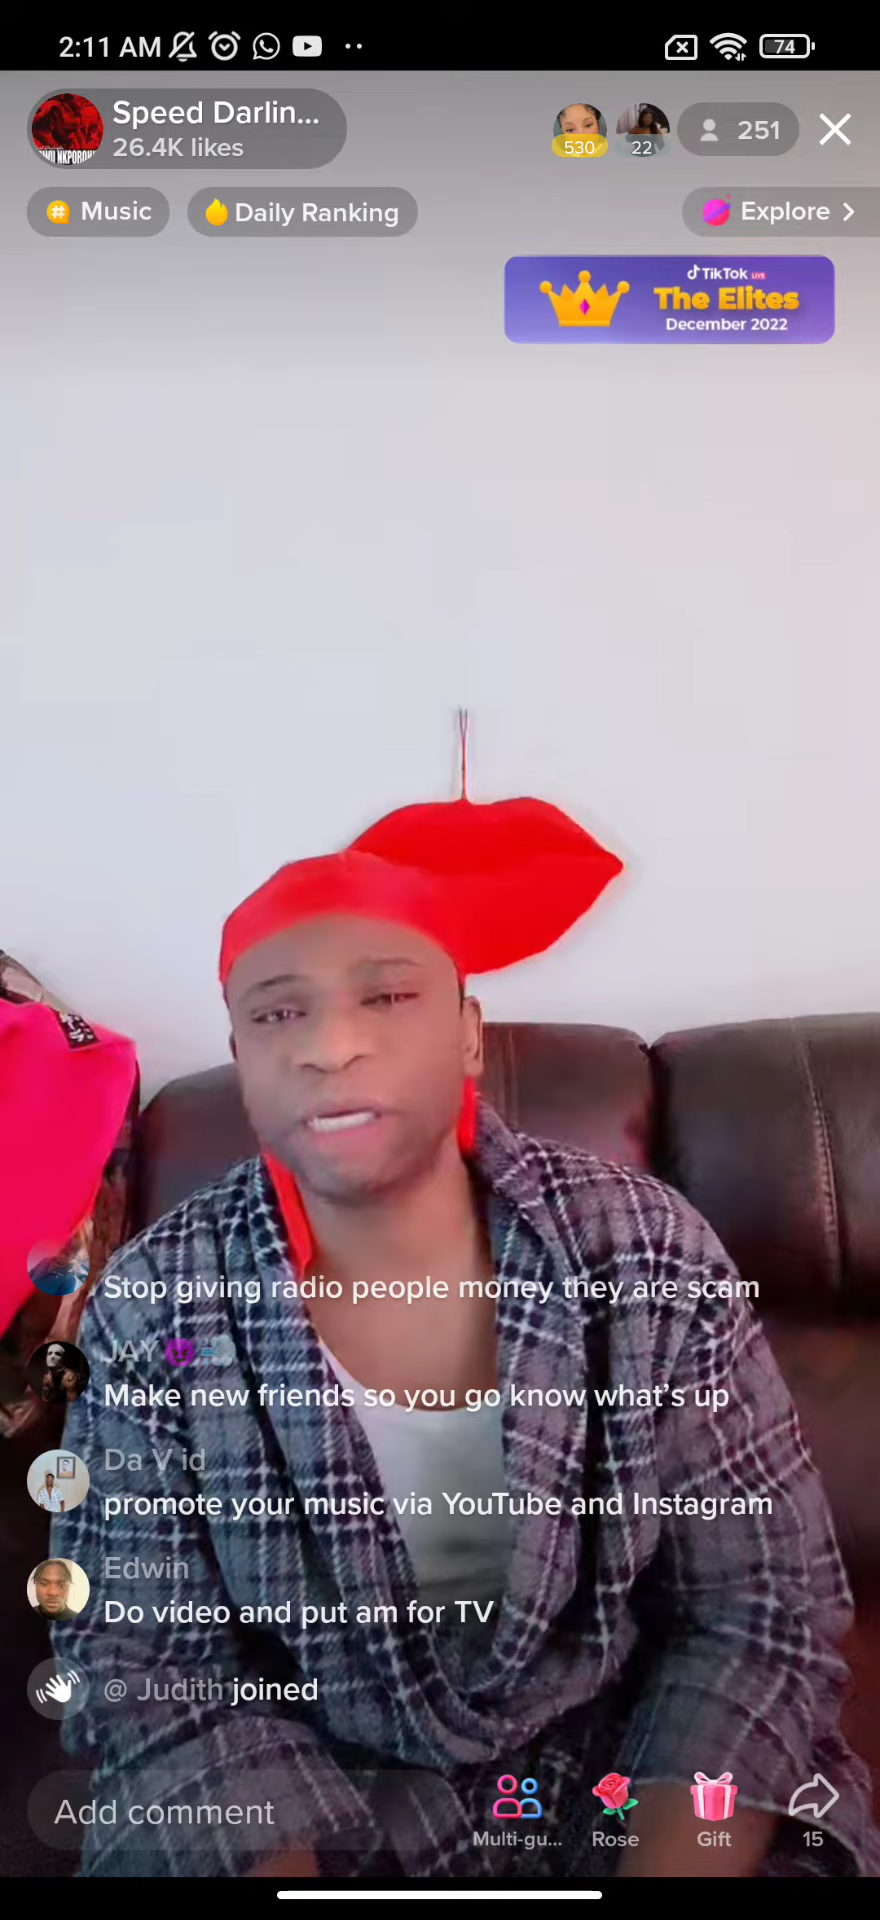 2:11 AM
74
Speed Darlin...
26.4K likes
530
22
251
Music
Daily Ranking
Explore
TikTok LIVE
The Elites
December 2022
Stop giving radio people money they are scam
JAY
Make new friends so you go know what's up
Da V id
promote your music via YouTube and Instagram
Edwin
Do video and put am for TV
@ Judith joined
Add comment
Multi-gu...
Rose
Gift
15